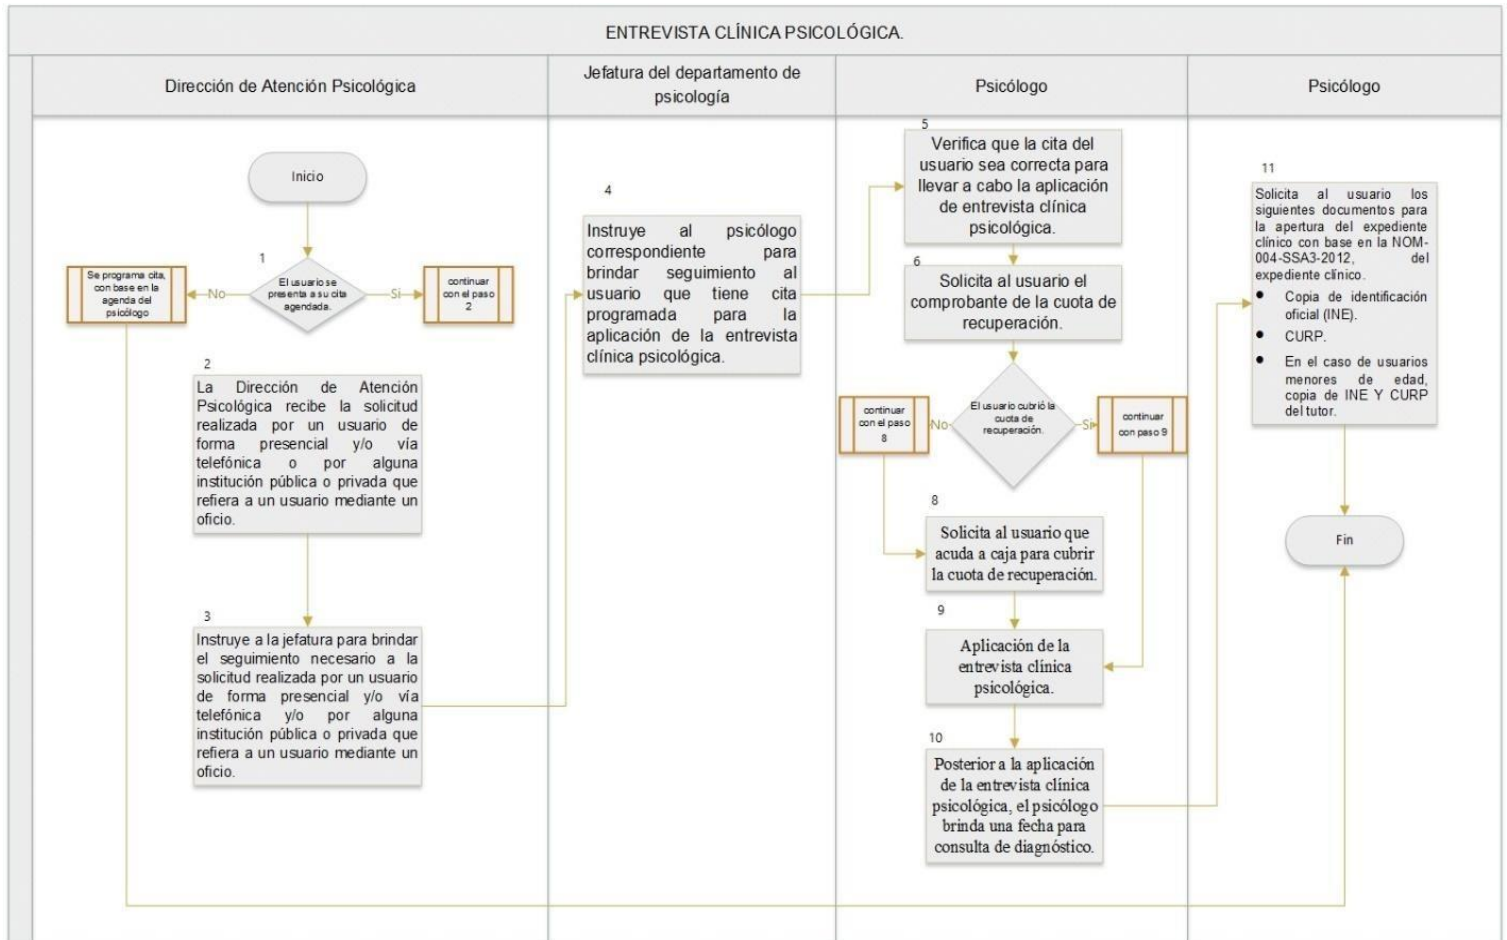 ENTREVISTA CLÍNICA PSICOLÓGICA.
Dirección de Atención Psicológica
Jefatura del departamento de
psicología
Psicólogo
Psicólogo
Inicio
1
El usuario se
presenta a su cita
agendada.
No
Si
Se programa cita,
con base en la
agenda del
psicólogo
continuar
con el paso
2
2
La Dirección de Atención
Psicológica recibe la solicitud
realizada por un usuario de
forma presencial y/o vía
telefónica o por alguna
institución pública o privada que
refiera a un usuario mediante un
oficio.
3
Instruye a la jefatura para brindar
el seguimiento necesario a la
solicitud realizada por un usuario
de forma presencial y/o vía
telefónica y/o por alguna
institución pública o privada que
refiera a un usuario mediante un
oficio.
4
Instruye al psicólogo
correspondiente para
brindar seguimiento al
usuario que tiene cita
programada para la
aplicación de la entrevista
clínica psicológica.
5
Verifica que la cita del
usuario sea correcta para
llevar a cabo la aplicación
de entrevista clínica
psicológica.
6
Solicita al usuario el
comprobante de la cuota de
recuperación.
El usuario cubrió la
cuota de
recuperación.
No
Si
continuar
con el paso
8
continuar
con paso 9
8
Solicita al usuario que
acuda a caja para cubrir
la cuota de recuperación.
9
Aplicación de la
entrevista clínica
psicológica.
10
Posterior a la aplicación
de la entrevista clínica
psicológica, el psicólogo
brinda una fecha para
consulta de diagnóstico.
11
Solicita al usuario los
siguientes documentos para
la apertura del expediente
clínico con base en la NOM-
004-SSA3-2012, del
expediente clínico.
● Copia de identificación
oficial (INE).
● CURP.
● En el caso de usuarios
menores de edad,
copia de INE Y CURP
del tutor.
Fin